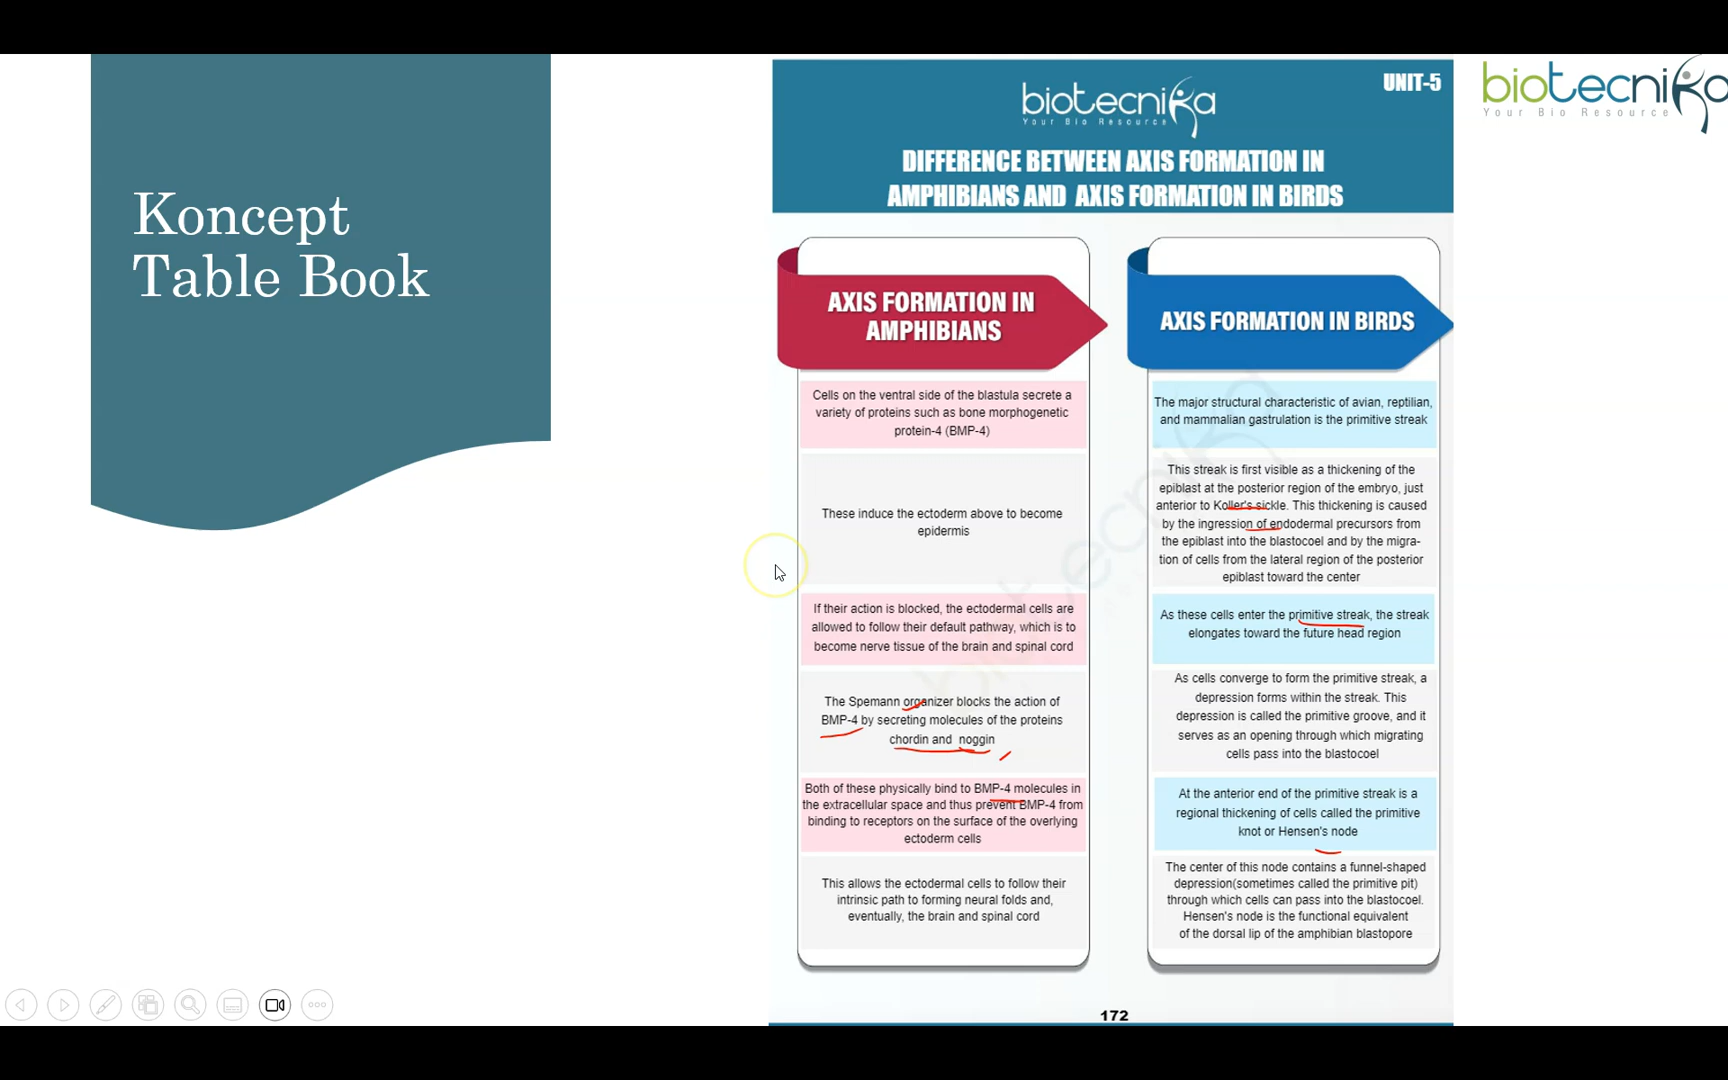 Koncept
Table Book
UNIT-5
biotecnika
Your Bio Resource
biotecnika
Your Bio Resource
DIFFERENCE BETWEEN AXIS FORMATION IN
AMPHIBIANS AND AXIS FORMATION IN BIRDS
AXIS FORMATION IN
AMPHIBIANS
Cells on the ventral side of the blastula secrete a
variety of proteins such as bone morphogenetic
protein-4 (BMP-4)
These induce the ectoderm above to become
epidermis
If their action is blocked, the ectodermal cells are
allowed to follow their default pathway, which is to
become nerve tissue of the brain and spinal cord
The Spemann organizer blocks the action of
BMP-4 by secreting molecules of the proteins
chordin and noggin
Both of these physically bind to BMP-4 molecules in
the extracellular space and thus prevent BMP-4 from
binding to receptors on the surface of the overlying
ectoderm cells
This allows the ectodermal cells to follow their
intrinsic path to forming neural folds and,
eventually, the brain and spinal cord
AXIS FORMATION IN BIRDS
The major structural characteristic of avian, reptilian,
and mammalian gastrulation is the primitive streak
This streak is first visible as a thickening of the
epiblast at the posterior region of the embryo, just
anterior to Koller's sickle. This thickening is caused
by the ingression of endodermal precursors from
the epiblast into the blastocoel and by the migra-
tion of cells from the lateral region of the posterior
epiblast toward the center
As these cells enter the primitive streak, the streak
elongates toward the future head region
As cells converge to form the primitive streak, a
depression forms within the streak. This
depression is called the primitive groove, and it
serves as an opening through which migrating
cells pass into the blastocoel
At the anterior end of the primitive streak is a
regional thickening of cells called the primitive
knot or Hensen's node
The center of this node contains a funnel-shaped
depression(sometimes called the primitive pit)
through which cells can pass into the blastocoel.
Hensen's node is the functional equivalent
of the dorsal lip of the amphibian blastopore
172